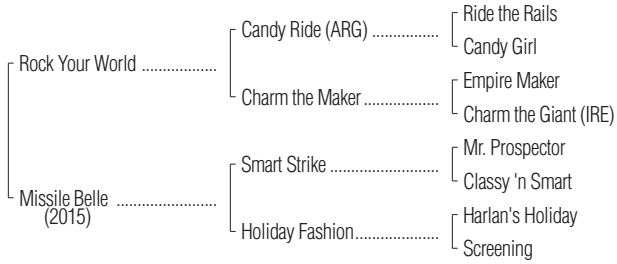 Ride the Rails
Candy Ride (ARG) ................
Candy Girl
Rock Your World .................
Empire Maker
Charm the Maker ..................
Charm the Giant (IRE)
Mr. Prospector
Smart Strike ........................
Classy 'n Smart
Missile Belle ......................
(2015)
Harlan's Holiday
Holiday Fashion....................
Screening